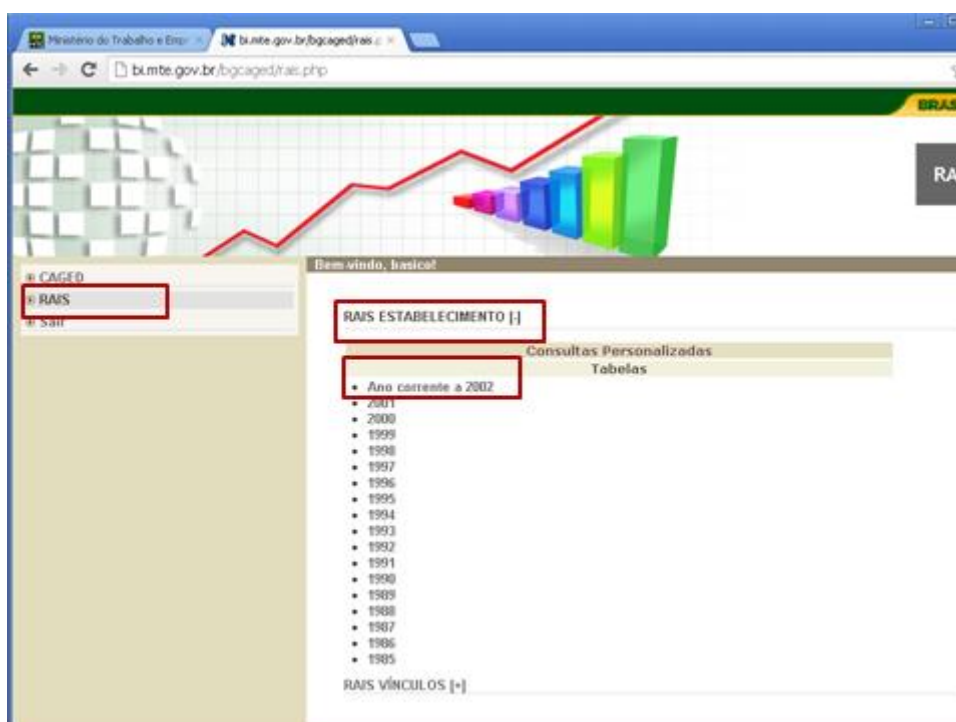 Ministério do Trabalho e Empr
bi.mte.gov.br/bgcaged/rais.p
bi.mte.gov.br/bgcaged/rais.php
BRAS
RA
Bem-vindo, basico!
CAGED
RAIS
Sair
RAIS ESTABELECIMENTO [-]
Consultas Personalizadas
Tabelas
• Ano corrente a 2002
• 2001
• 2000
• 1999
• 1998
• 1997
• 1996
• 1995
• 1994
• 1993
• 1992
• 1991
• 1990
• 1989
• 1988
• 1987
• 1986
• 1985
RAIS VÍNCULOS [+]